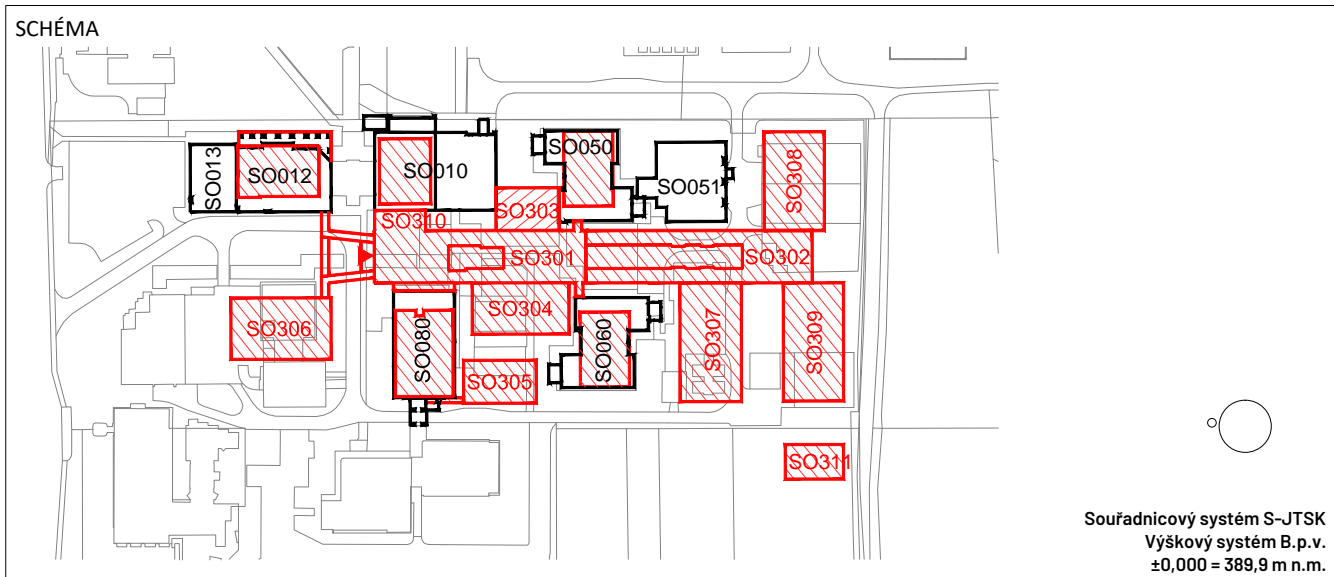 SCHÉMA
SO013
SO012
SO010
SO050
SO051
SO308
SO303
SO310
SO301
SO302
SO306
SO304
SO080
SO060
SO307
SO309
SO305
SO311
Souřadnicový systém S-JTSK
Výškový systém B.p.v.
±0,000 = 389,9 m n.m.